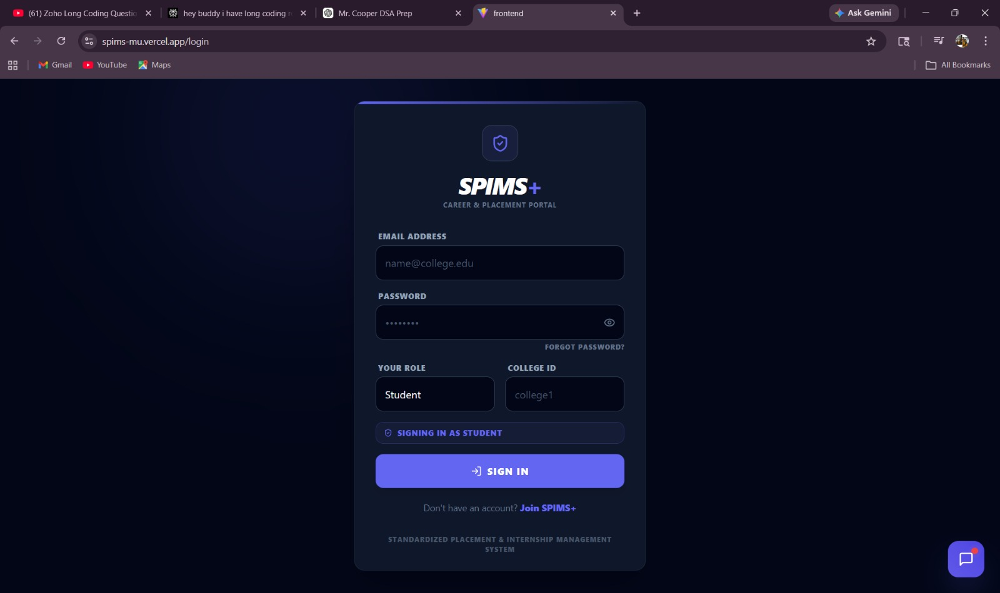 (61) Zoho Long Coding Questio
hey buddy i have long coding r
Mr. Cooper DSA Prep
frontend
Ask Gemini
spims-mu.vercel.app/login
Gmail
YouTube
Maps
All Bookmarks
SPIMS+
CAREER & PLACEMENT PORTAL
EMAIL ADDRESS
name@college.edu
PASSWORD
••••••••
FORGOT PASSWORD?
YOUR ROLE
COLLEGE ID
Student
college1
SIGNING IN AS STUDENT
SIGN IN
Don't have an account? Join SPIMS+
STANDARDIZED PLACEMENT & INTERNSHIP MANAGEMENT
SYSTEM